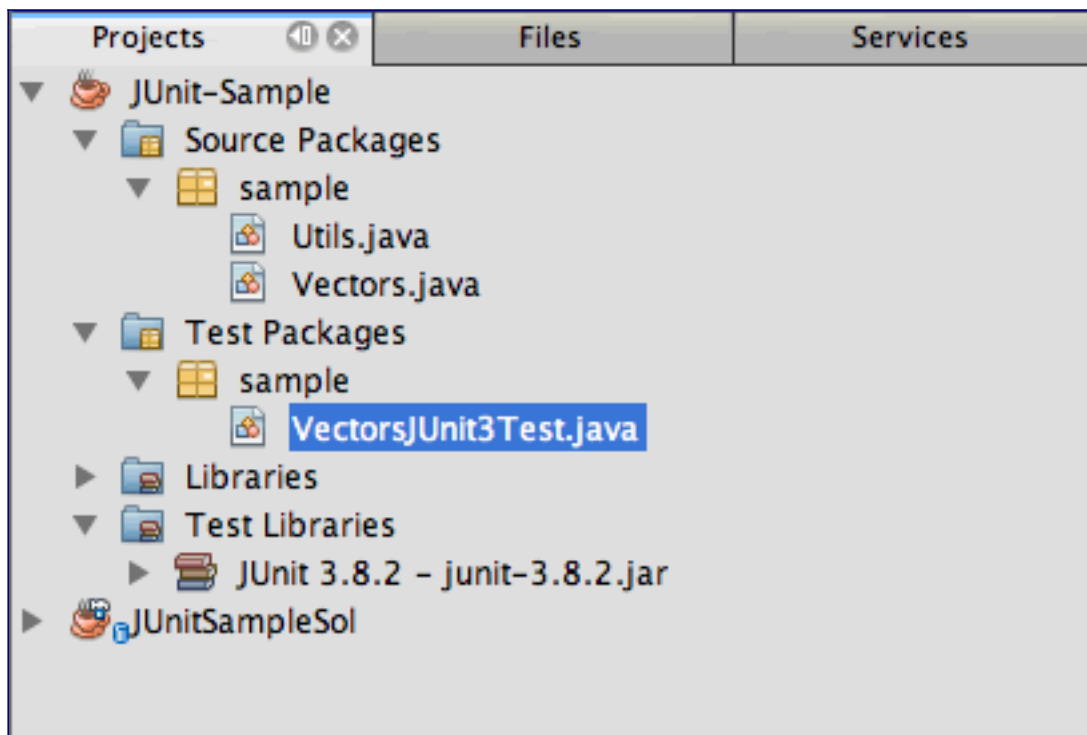 Projects Files Services
JUnit-Sample
Source Packages
sample
Utils.java
Vectors.java
Test Packages
sample
VectorsJUnit3Test.java
Libraries
Test Libraries
JUnit 3.8.2 - junit-3.8.2.jar
JUnitSampleSol